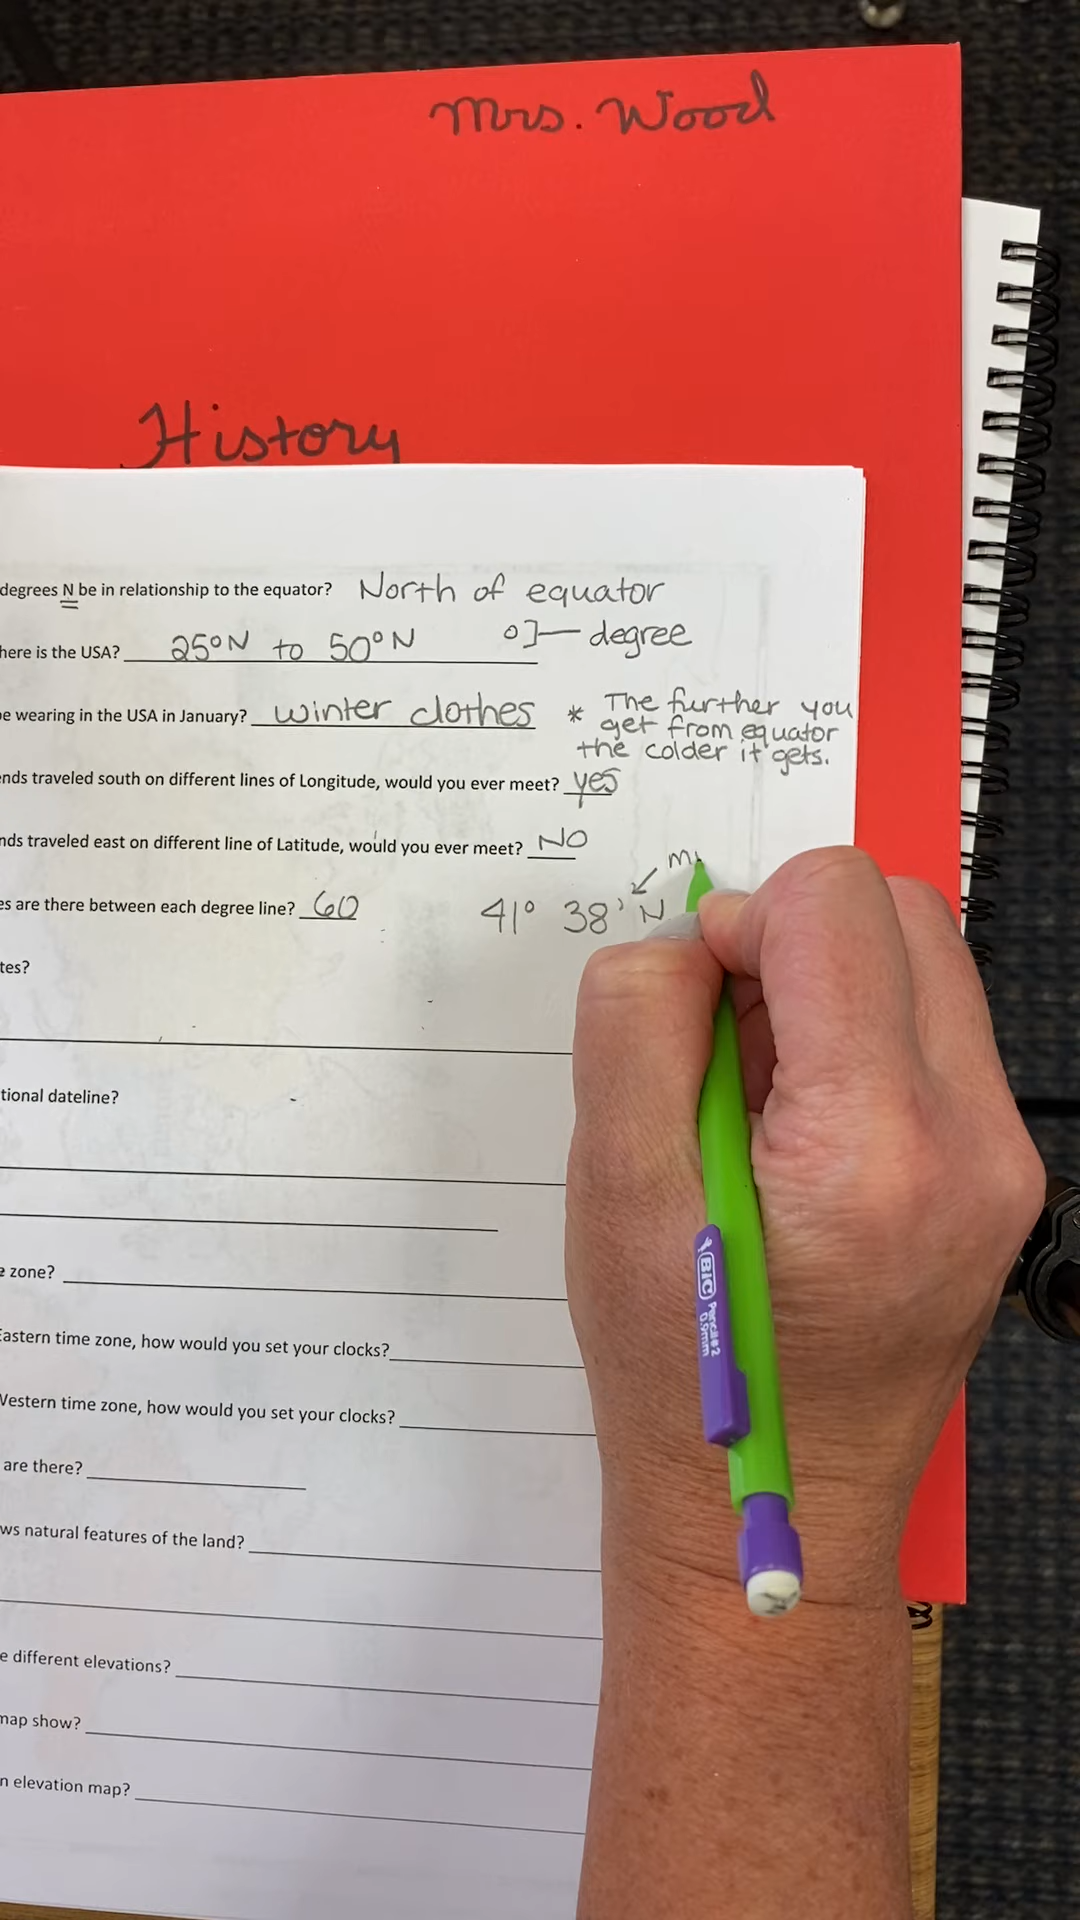 Mrs. Wood
History
degrees N be in relationship to the equator? North of equator
here is the USA? 25°N to 50°N o]— degree
e wearing in the USA in January? winter clothes * The further you
get from equator
the colder it gets.
nds traveled south on different lines of Longitude, would you ever meet? yes
nds traveled east on different line of Latitude, would you ever meet? NO
mi
es are there between each degree line? 60 41° 38' N
tes?
tional dateline?
e zone?
Eastern time zone, how would you set your clocks?
Western time zone, how would you set your clocks?
are there?
ws natural features of the land?
e different elevations?
map show?
n elevation map?
BIC Pencil #2
0.9mm